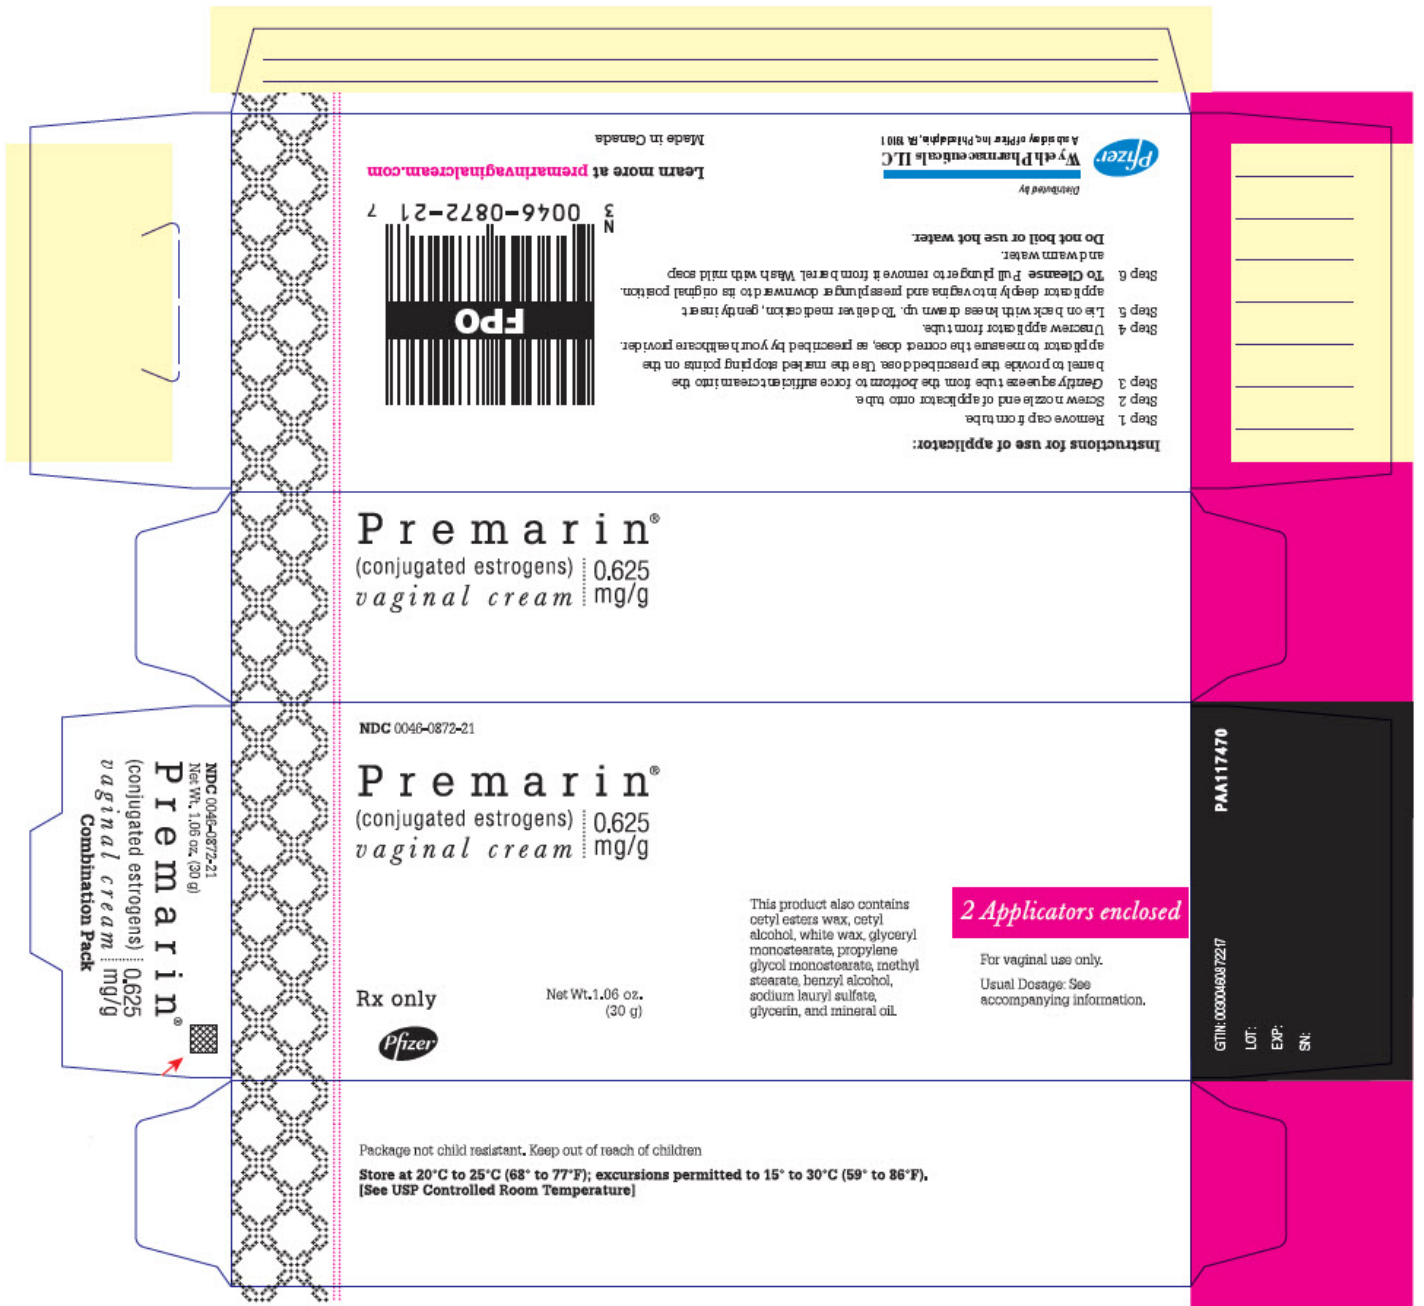 Instructions for use of applicator:
Step 1 Remove cap from tube.
Step 2 Screw nozzle end of applicator onto tube.
Step 3 Gently squeeze tube from the bottom to force sufficient cream into the
barrel to provide the prescribed dose. Use the marked stopping points on the
applicator to measure the correct dose, as prescribed by your healthcare provider.
Step 4 Unscrew applicator from tube.
Step 5 Lie on back with knees drawn up. To deliver medication, gently insert
applicator deeply into vagina and press plunger downward to its original position.
Step 6 To Cleanse Pull plunger to remove it from barrel. Wash with mild soap
and warm water.
Do not boil or use hot water.
Distributed by
Wyeth Pharmaceuticals LLC
A subsidiary of Pfizer Inc, Philadelphia, PA 19101
Pfizer
FPO
N
3 0046-0872-21 7
Learn more at premarinvaginalcream.com
Made in Canada
Premarin®
(conjugated estrogens) 0.625
vaginal cream mg/g
NDC 0046-0872-21
Net Wt. 1.06 oz. (30 g)
Premarin®
(conjugated estrogens) 0.625
vaginal cream mg/g
Combination Pack
NDC 0046-0872-21
Premarin®
(conjugated estrogens) 0.625
vaginal cream mg/g
Rx only
Net Wt.1.06 oz.
(30 g)
Pfizer
This product also contains
cetyl esters wax, cetyl
alcohol, white wax, glyceryl
monostearate, propylene
glycol monostearate, methyl
stearate, benzyl alcohol,
sodium lauryl sulfate,
glycerin, and mineral oil.
2 Applicators enclosed
For vaginal use only.
Usual Dosage: See
accompanying information.
PAA117470
GTIN: 00300460872217
LOT:
EXP:
SN:
Package not child resistant. Keep out of reach of children
Store at 20°C to 25°C (68° to 77°F); excursions permitted to 15° to 30°C (59° to 86°F).
[See USP Controlled Room Temperature]